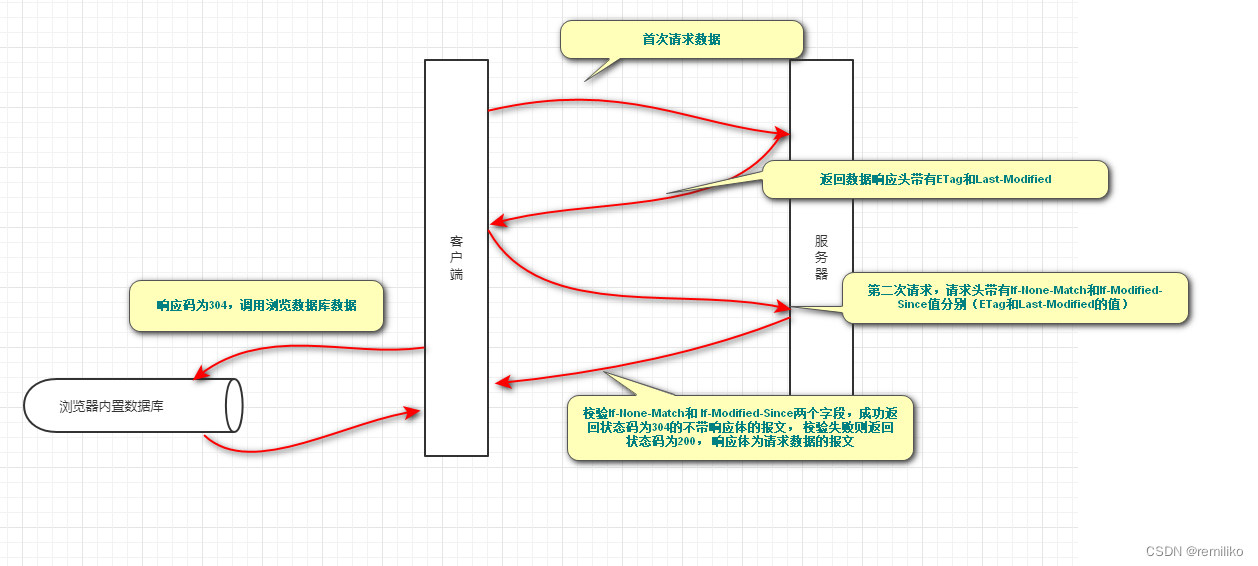 首次请求数据
返回数据响应头带有ETag和Last-Modified
客
户
端
服
务
器
响应码为304，调用浏览数据库数据
第二次请求，请求头带有If-None-Match和If-Modified-
Since值分别（ETag和Last-Modified的值）
浏览器内置数据库
校验If-None-Match和 If-Modified-Since两个字段，成功返
回状态码为304的不带响应体的报文， 校验失败则返回
状态码为200， 响应体为请求数据的报文
CSDN @remiliko